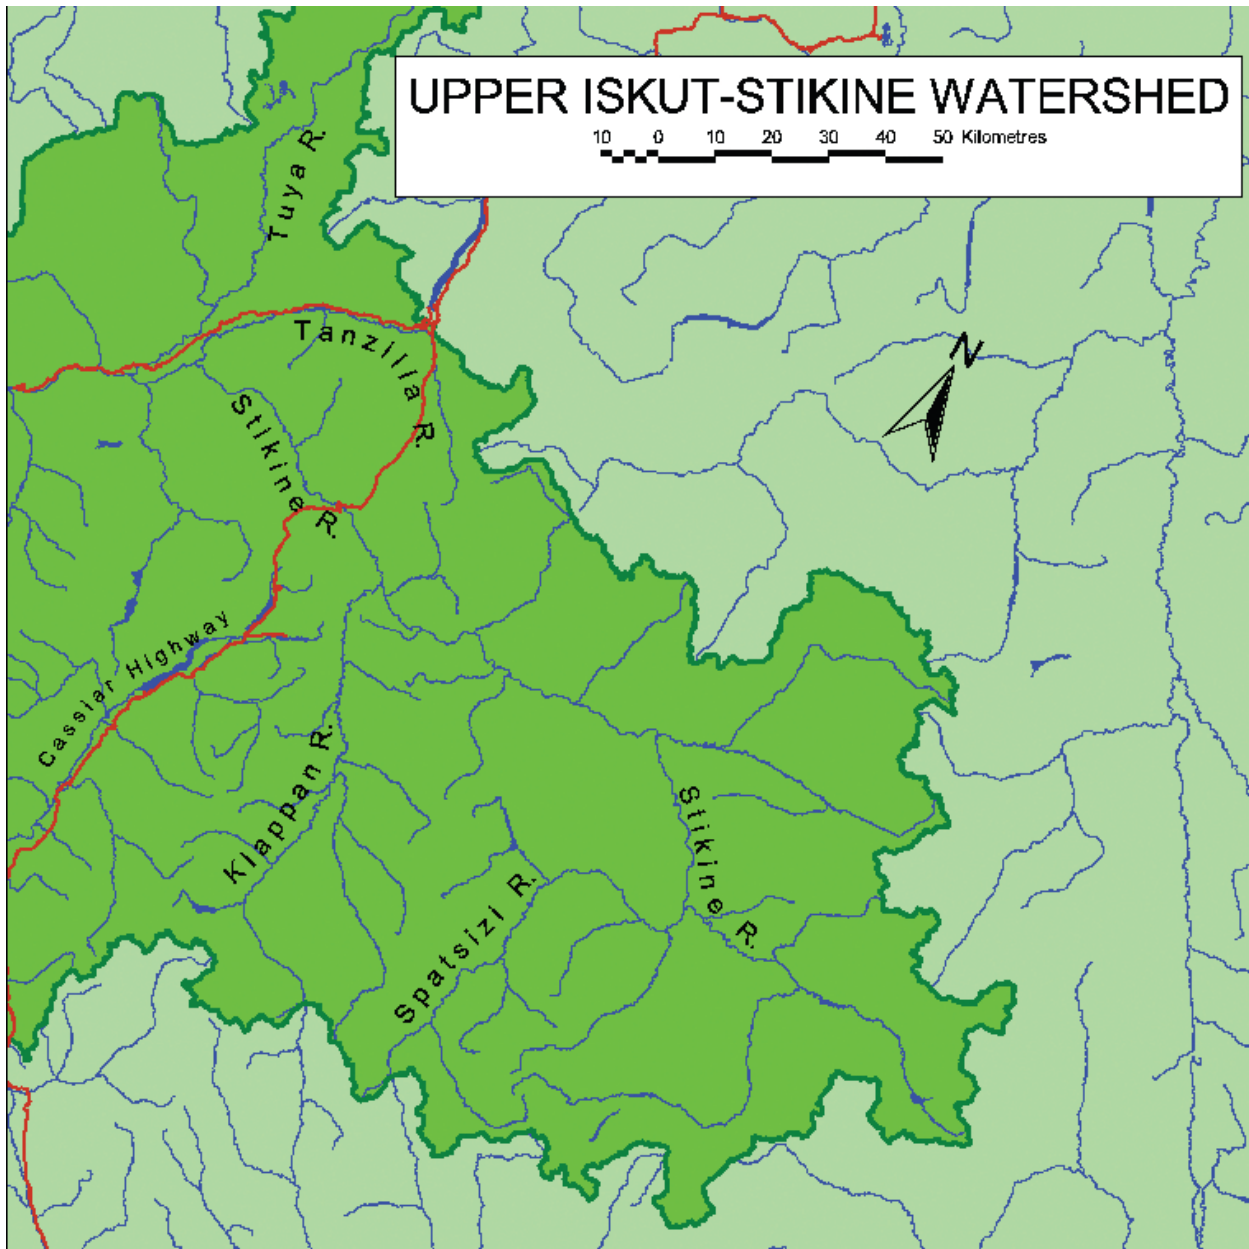 UPPER ISKUT-STIKINE WATERSHED
10 0 10 20 30 40 50 Kilometres
Tuya R.
Tanzilla R.
N
Stikine R.
Cassiar Highway
Klappan R.
Stikine R.
Spatsizi R.